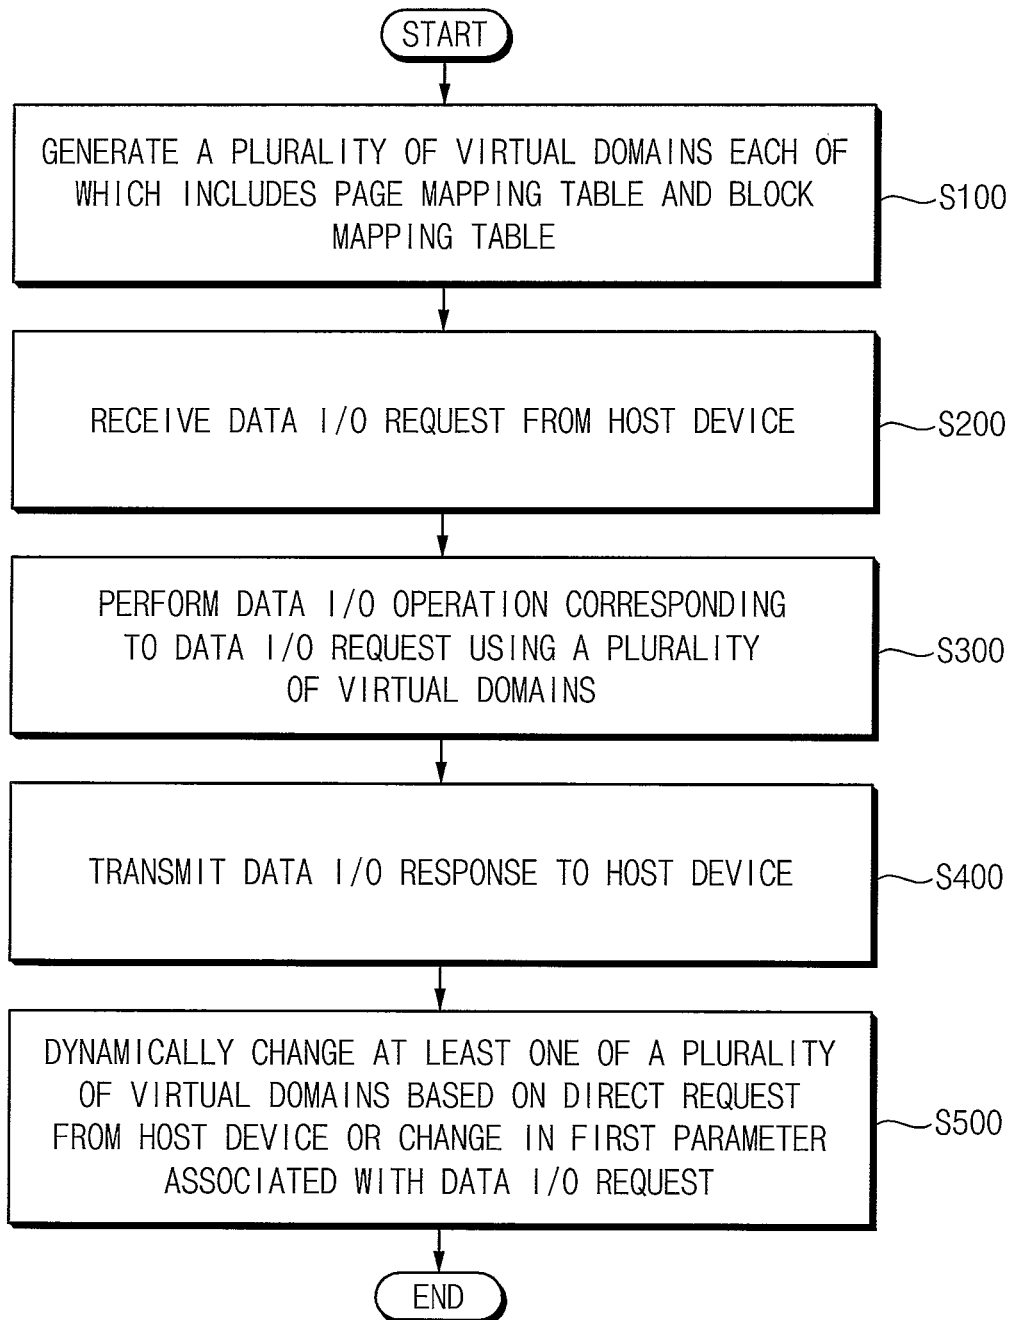 START
GENERATE A PLURALITY OF VIRTUAL DOMAINS EACH OF
WHICH INCLUDES PAGE MAPPING TABLE AND BLOCK
MAPPING TABLE
S100
RECEIVE DATA I/O REQUEST FROM HOST DEVICE
S200
PERFORM DATA I/O OPERATION CORRESPONDING
TO DATA I/O REQUEST USING A PLURALITY
OF VIRTUAL DOMAINS
S300
TRANSMIT DATA I/O RESPONSE TO HOST DEVICE
S400
DYNAMICALLY CHANGE AT LEAST ONE OF A PLURALITY
OF VIRTUAL DOMAINS BASED ON DIRECT REQUEST
FROM HOST DEVICE OR CHANGE IN FIRST PARAMETER
ASSOCIATED WITH DATA I/O REQUEST
S500
END